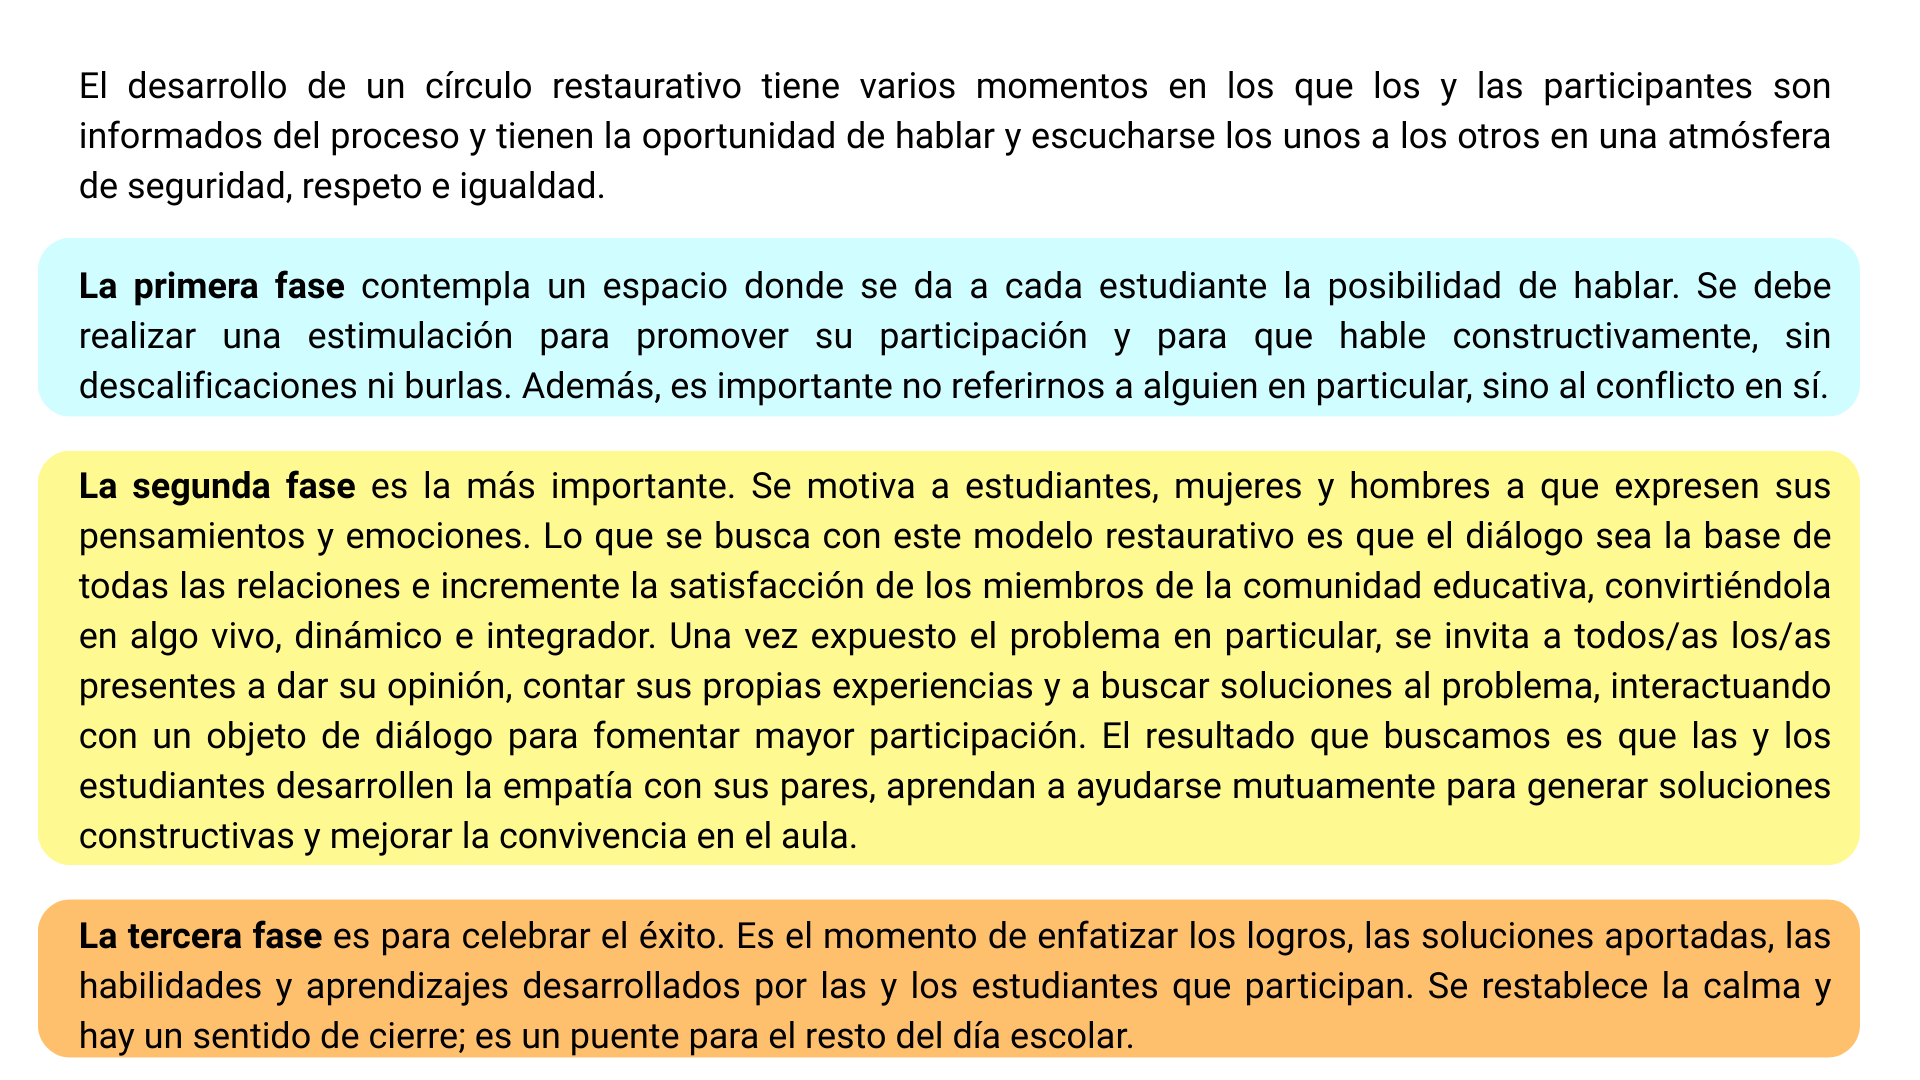 El desarrollo de un círculo restaurativo tiene varios momentos en los que los y las participantes son
informados del proceso y tienen la oportunidad de hablar y escucharse los unos a los otros en una atmósfera
de seguridad, respeto e igualdad.
La primera fase contempla un espacio donde se da a cada estudiante la posibilidad de hablar. Se debe
realizar una estimulación para promover su participación y para que hable constructivamente, sin
descalificaciones ni burlas. Además, es importante no referirnos a alguien en particular, sino al conflicto en sí.
La segunda fase es la más importante. Se motiva a estudiantes, mujeres y hombres a que expresen sus
pensamientos y emociones. Lo que se busca con este modelo restaurativo es que el diálogo sea la base de
todas las relaciones e incremente la satisfacción de los miembros de la comunidad educativa, convirtiéndola
en algo vivo, dinámico e integrador. Una vez expuesto el problema en particular, se invita a todos/as los/as
presentes a dar su opinión, contar sus propias experiencias y a buscar soluciones al problema, interactuando
con un objeto de diálogo para fomentar mayor participación. El resultado que buscamos es que las y los
estudiantes desarrollen la empatía con sus pares, aprendan a ayudarse mutuamente para generar soluciones
constructivas y mejorar la convivencia en el aula.
La tercera fase es para celebrar el éxito. Es el momento de enfatizar los logros, las soluciones aportadas, las
habilidades y aprendizajes desarrollados por las y los estudiantes que participan. Se restablece la calma y
hay un sentido de cierre; es un puente para el resto del día escolar.